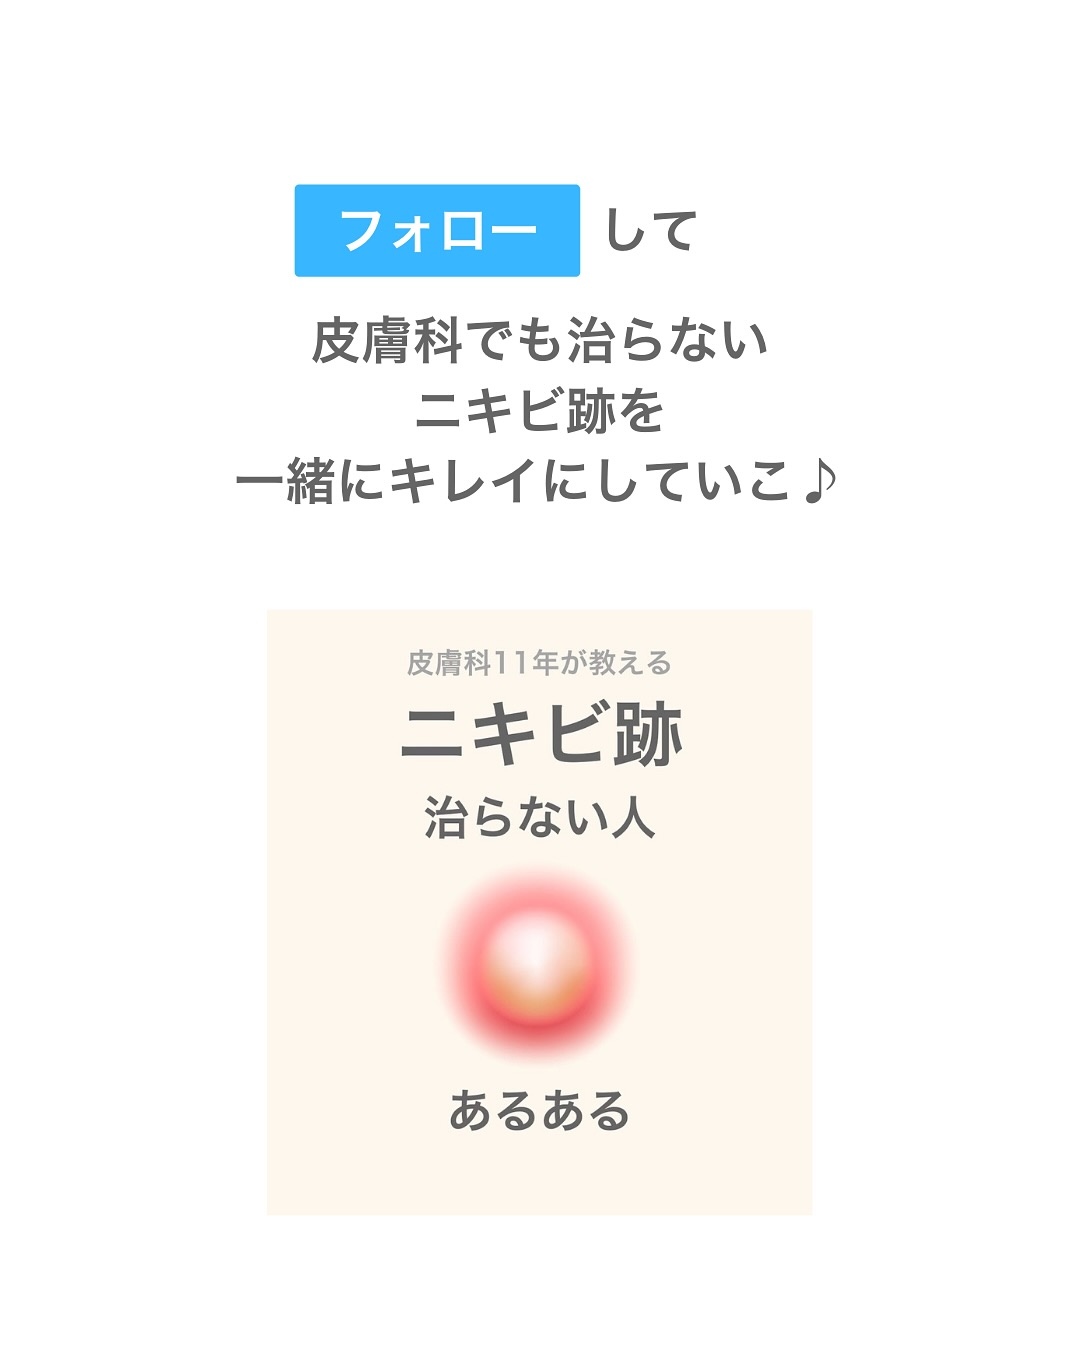 フォロー して
皮膚科でも治らない
ニキビ跡を
一緒にキレイにしていこ♪
皮膚科11年が教える
ニキビ跡
治らない人
あるある